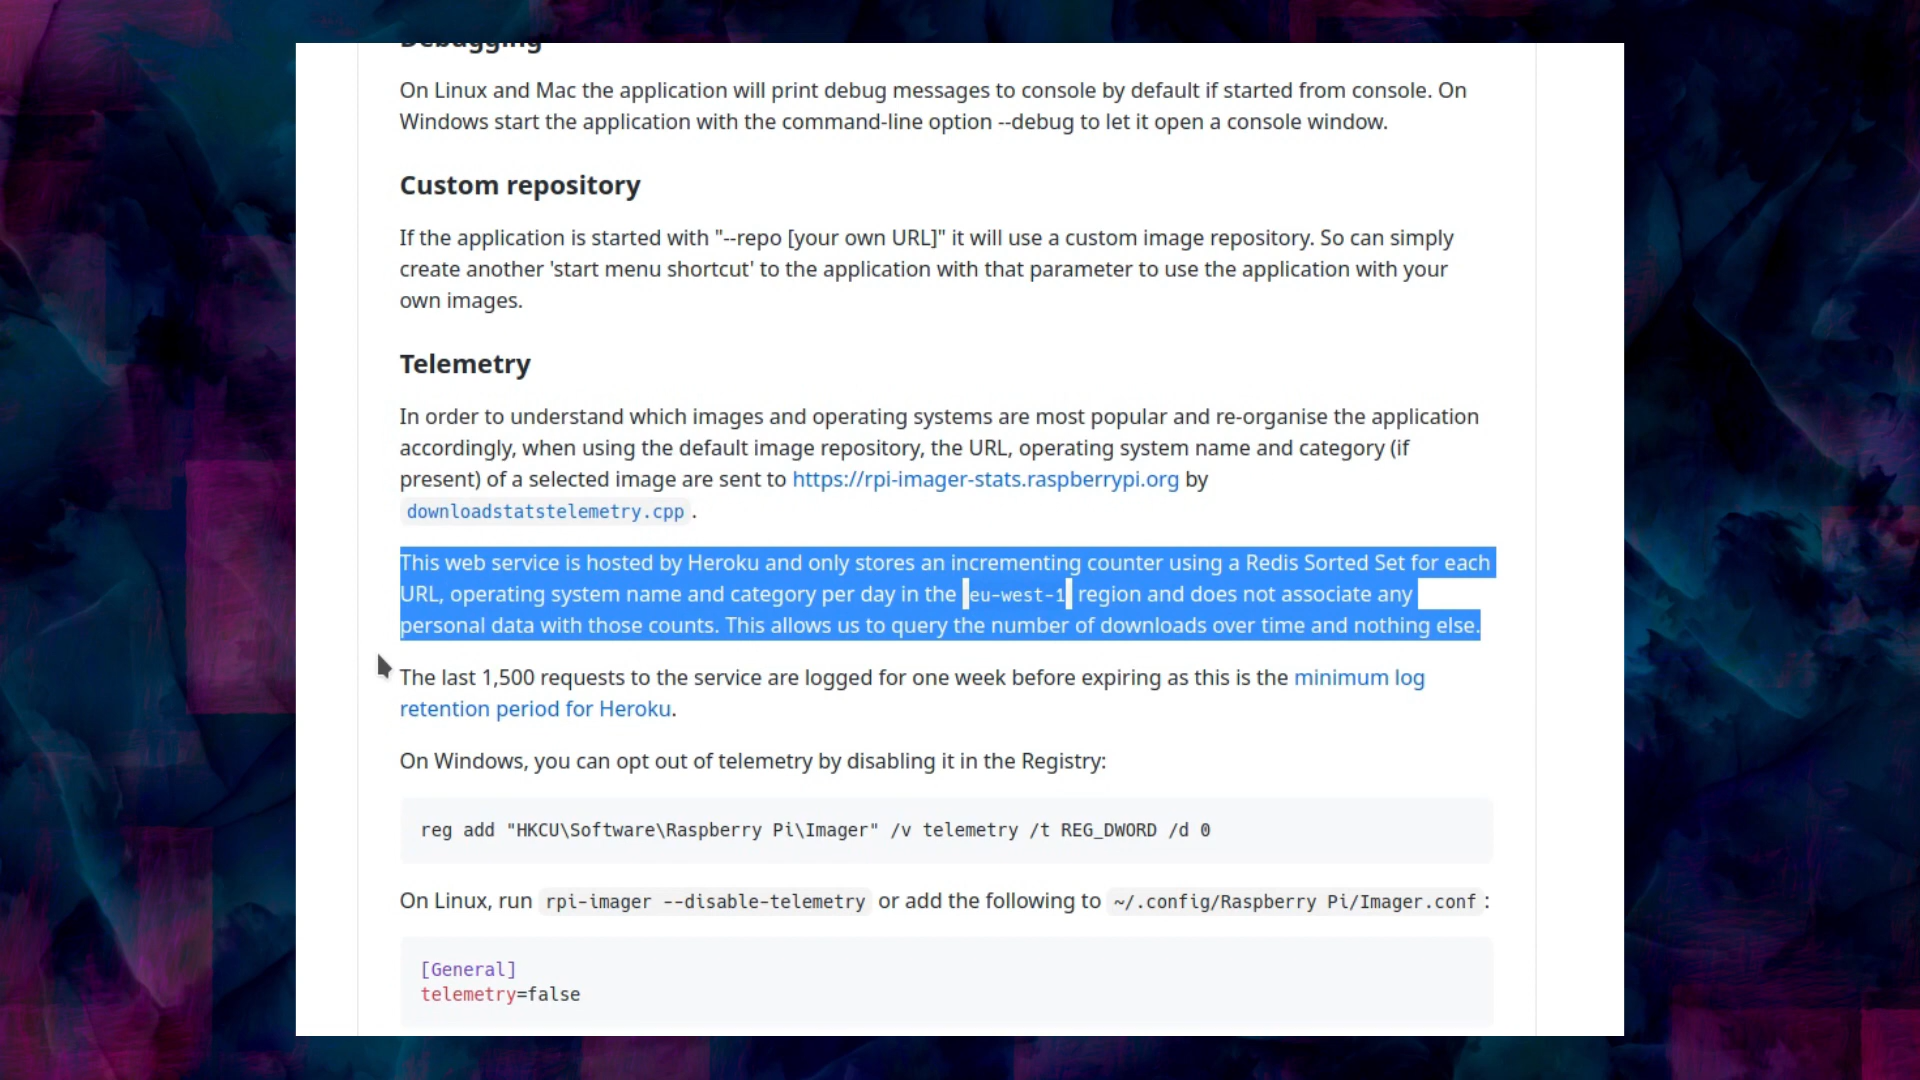 Debugging
On Linux and Mac the application will print debug messages to console by default if started from console. On
Windows start the application with the command-line option --debug to let it open a console window.
Custom repository
If the application is started with "--repo [your own URL]" it will use a custom image repository. So can simply
create another 'start menu shortcut' to the application with that parameter to use the application with your
own images.
Telemetry
In order to understand which images and operating systems are most popular and re-organise the application
accordingly, when using the default image repository, the URL, operating system name and category (if
present) of a selected image are sent to https://rpi-imager-stats.raspberrypi.org by
downloadstatstelemetry.cpp .
This web service is hosted by Heroku and only stores an incrementing counter using a Redis Sorted Set for each
URL, operating system name and category per day in the eu-west-1 region and does not associate any
personal data with those counts. This allows us to query the number of downloads over time and nothing else.
The last 1,500 requests to the service are logged for one week before expiring as this is the minimum log
retention period for Heroku.
On Windows, you can opt out of telemetry by disabling it in the Registry:
reg add "HKCU\Software\Raspberry Pi\Imager" /v telemetry /t REG_DWORD /d 0
On Linux, run rpi-imager --disable-telemetry or add the following to ~/.config/Raspberry Pi/Imager.conf :
[General]
telemetry=false